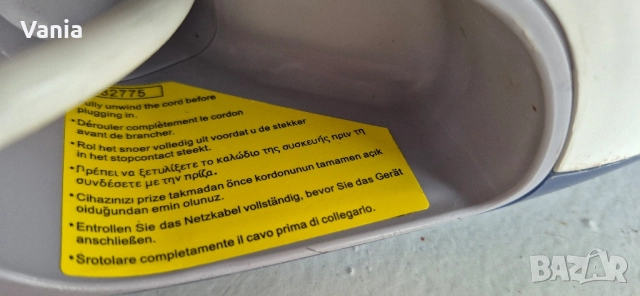 Vania
32775
fully unwind the cord before
plugging in.
•Dérouler complètement le cordon
avant de brancher.
•Rol het snoer volledig uit voordat u de stekker
in het stopcontact steekt.
•Πρέπει να ξετυλίξετε το καλώδιο της συσκευής πριν τη
συνδέσετε με την πρίζα.
•Cihazınızı prize takmadan önce kordonunun tamamen açık
olduğundan emin olunuz.
•Entrollen Sie das Netzkabel vollständig, bevor Sie das Gerät
anschließen.
•Srotolare completamente il cavo prima di collegarlo.
BAZAR.BG